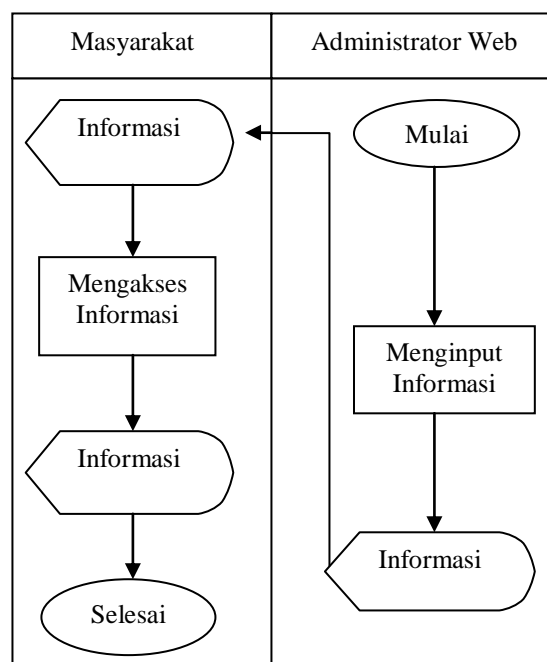 Masyarakat
Administrator Web
Informasi
Mulai
Mengakses
Informasi
Menginput
Informasi
Informasi
Informasi
Selesai